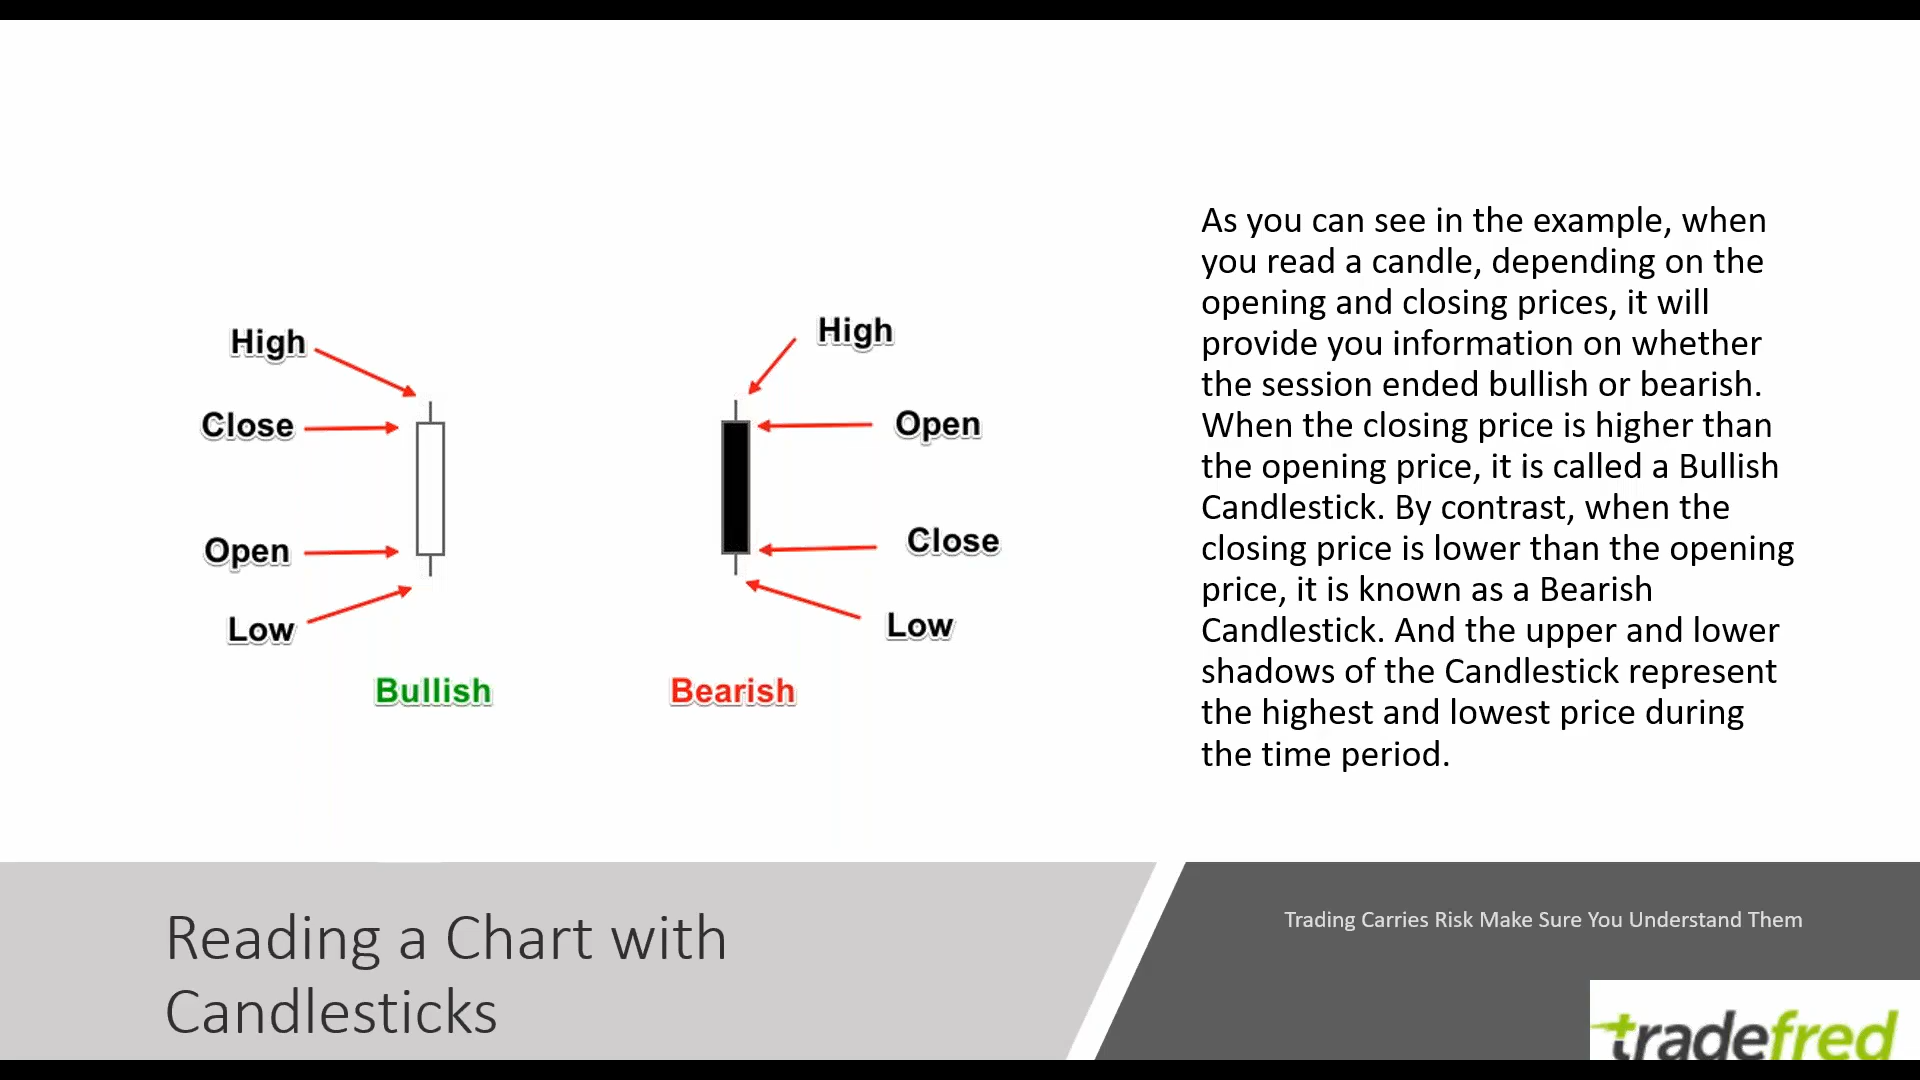 High
Close
Open
Low
Bullish
High
Open
Close
Low
Bearish
As you can see in the example, when
you read a candle, depending on the
opening and closing prices, it will
provide you information on whether
the session ended bullish or bearish.
When the closing price is higher than
the opening price, it is called a Bullish
Candlestick. By contrast, when the
closing price is lower than the opening
price, it is known as a Bearish
Candlestick. And the upper and lower
shadows of the Candlestick represent
the highest and lowest price during
the time period.
Reading a Chart with
Candlesticks
Trading Carries Risk Make Sure You Understand Them
tradefred